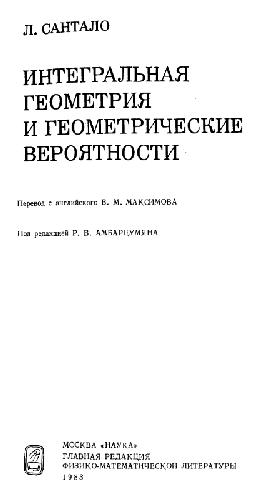 Л. САНТАЛО
ИНТЕГРАЛЬНАЯ
ГЕОМЕТРИЯ
И ГЕОМЕТРИЧЕСКИЕ
ВЕРОЯТНОСТИ
Перевод с английского В. М. МАКСИМОВА
Под редакцией Р. В. АМБАРЦУМЯНА
МОСКВА «НАУКА»
ГЛАВНАЯ РЕДАКЦИЯ
ФИЗИКО-МАТЕМАТИЧЕСКОЙ ЛИТЕРАТУРЫ
1983